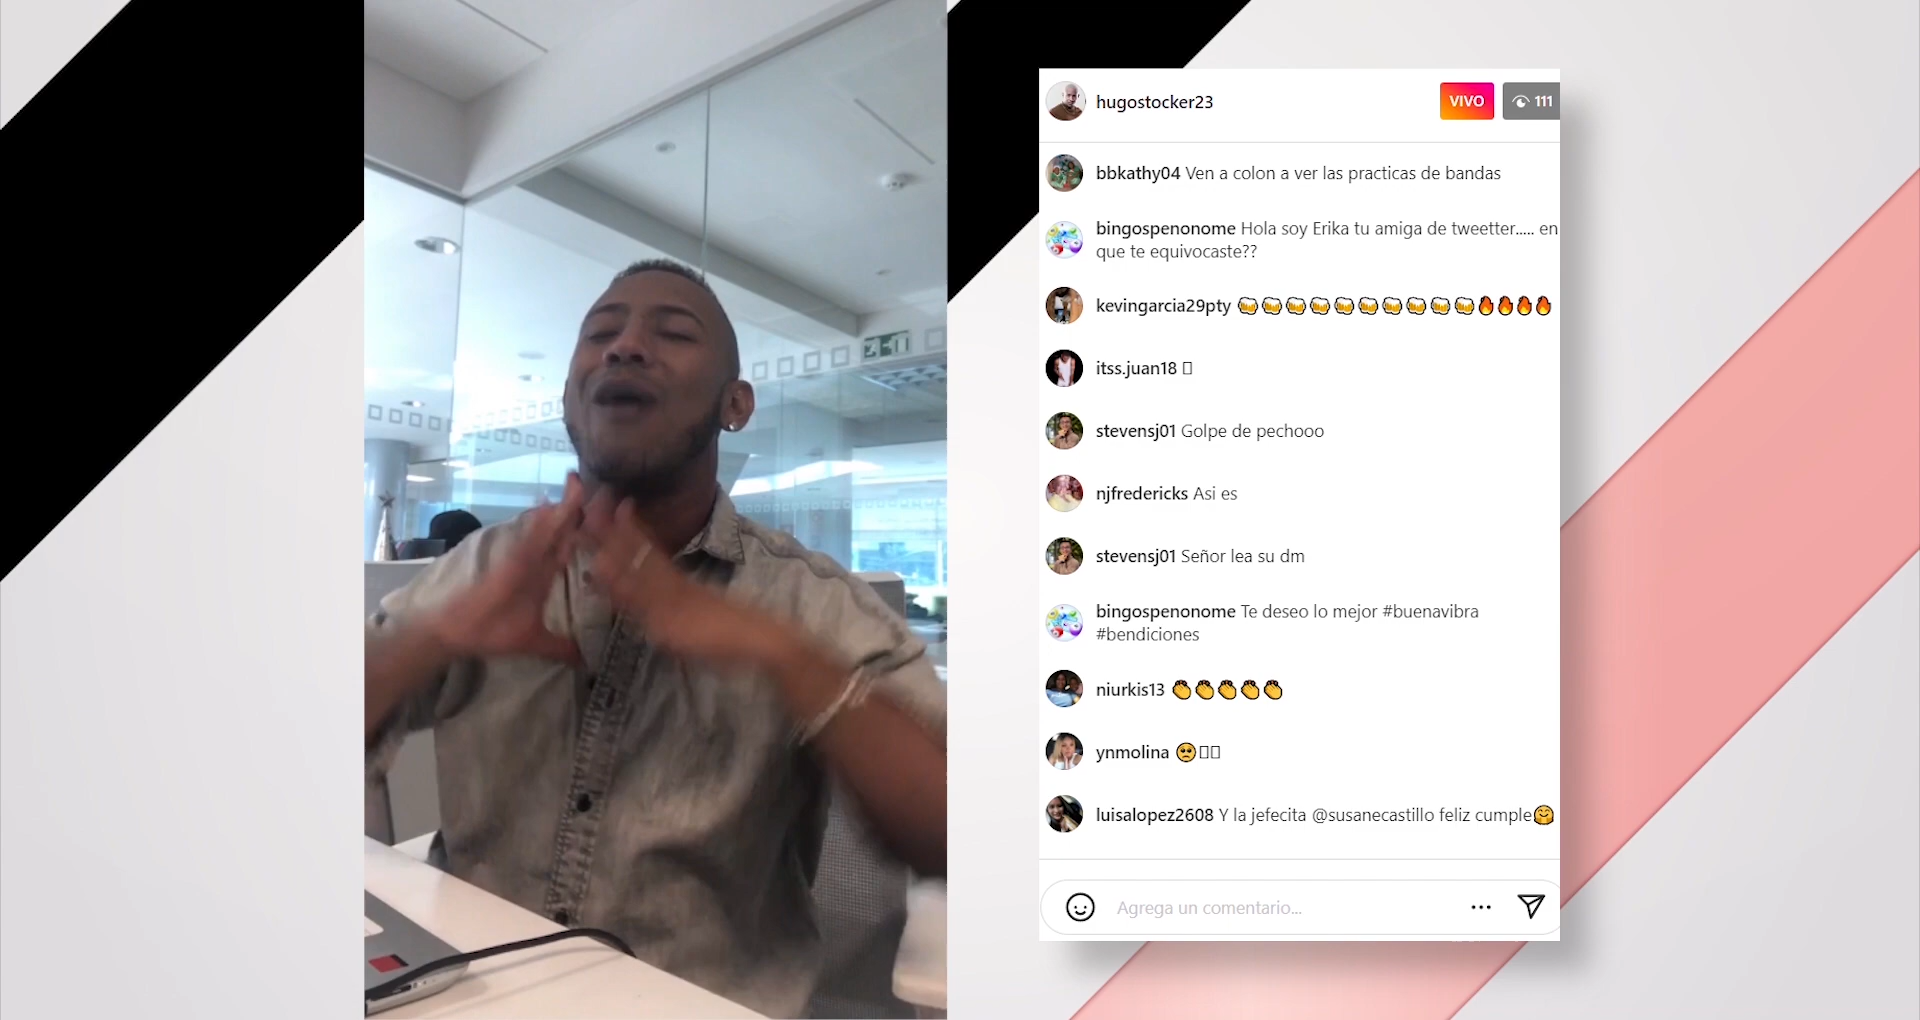 hugostocker23
VIVO
111
bbkathy04 Ven a colon a ver las practicas de bandas
bingospenonome Hola soy Erika tu amiga de tweetter..... en
que te equivocaste??
kevingarcia29pty 🍻🍻🍻🍻🍻🍻🍻🍻🍻🍻🔥🔥🔥🔥
itss.juan18 ▯
stevensj01 Golpe de pechooo
njfredericks Asi es
stevensj01 Señor lea su dm
bingospenonome Te deseo lo mejor #buenavibra
#bendiciones
niurkis13 👏👏👏👏👏
ynmolina 🥺▯▯
luisalopez2608 Y la jefecita @susanecastillo feliz cumple🤗
Agrega un comentario...